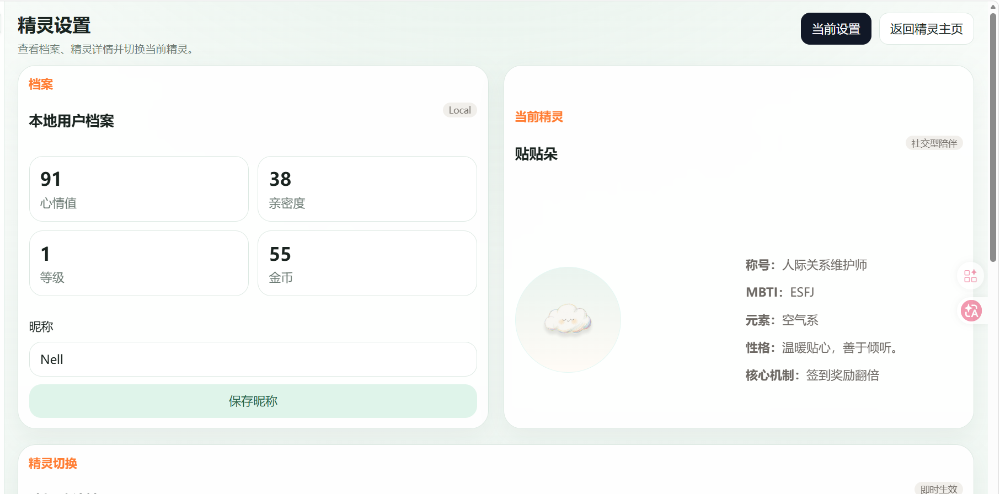 精灵设置
查看档案、精灵详情并切换当前精灵。
当前设置
返回精灵主页
档案
本地用户档案
Local
91
心情值
38
亲密度
1
等级
55
金币
昵称
Nell
保存昵称
当前精灵
贴贴朵
社交型陪伴
称号：人际关系维护师
MBTI：ESFJ
元素：空气系
性格：温暖贴心，善于倾听。
核心机制：签到奖励翻倍
精灵切换
即时生效